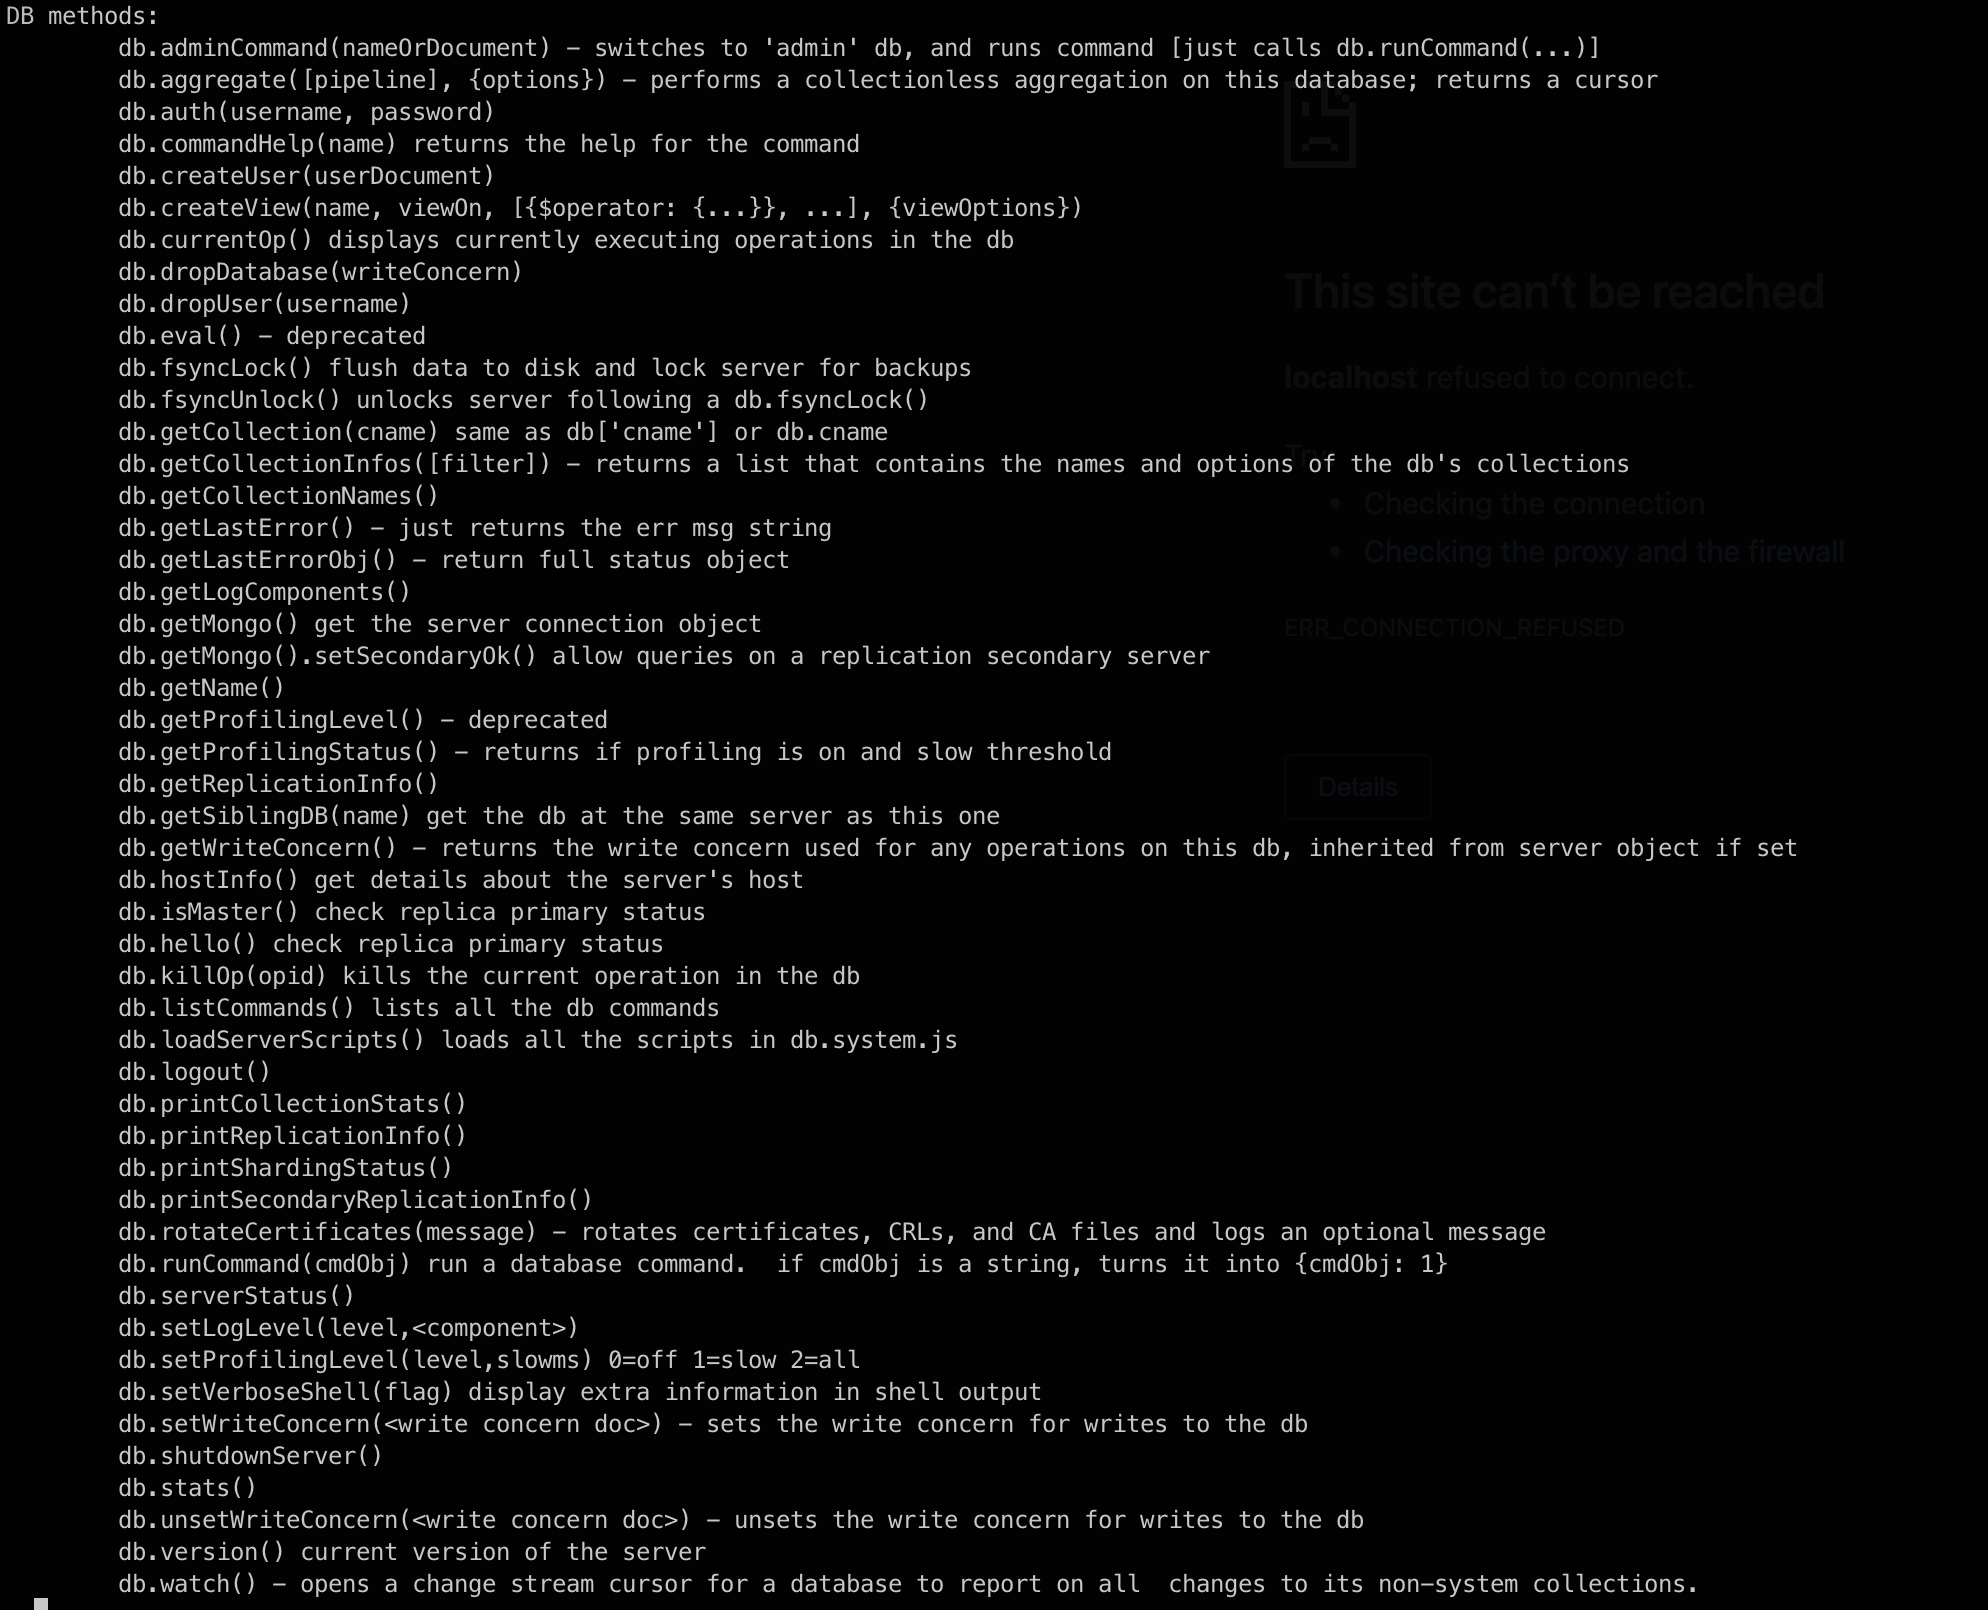 DB methods:
db.adminCommand(nameOrDocument) – switches to 'admin' db, and runs command [just calls db.runCommand(...)]
db.aggregate([pipeline], {options}) – performs a collectionless aggregation on this database; returns a cursor
db.auth(username, password)
db.commandHelp(name) returns the help for the command
db.createUser(userDocument)
db.createView(name, viewOn, [{$operator: {...}}, ...], {viewOptions})
db.currentOp() displays currently executing operations in the db
db.dropDatabase(writeConcern)
db.dropUser(username)
db.eval() – deprecated
db.fsyncLock() flush data to disk and lock server for backups
db.fsyncUnlock() unlocks server following a db.fsyncLock()
db.getCollection(cname) same as db['cname'] or db.cname
db.getCollectionInfos([filter]) – returns a list that contains the names and options of the db's collections
db.getCollectionNames()
db.getLastError() – just returns the err msg string
db.getLastErrorObj() – return full status object
db.getLogComponents()
db.getMongo() get the server connection object
db.getMongo().setSecondaryOk() allow queries on a replication secondary server
db.getName()
db.getProfilingLevel() – deprecated
db.getProfilingStatus() – returns if profiling is on and slow threshold
db.getReplicationInfo()
db.getSiblingDB(name) get the db at the same server as this one
db.getWriteConcern() – returns the write concern used for any operations on this db, inherited from server object if set
db.hostInfo() get details about the server's host
db.isMaster() check replica primary status
db.hello() check replica primary status
db.killOp(opid) kills the current operation in the db
db.listCommands() lists all the db commands
db.loadServerScripts() loads all the scripts in db.system.js
db.logout()
db.printCollectionStats()
db.printReplicationInfo()
db.printShardingStatus()
db.printSecondaryReplicationInfo()
db.rotateCertificates(message) – rotates certificates, CRLs, and CA files and logs an optional message
db.runCommand(cmdObj) run a database command.  if cmdObj is a string, turns it into {cmdObj: 1}
db.serverStatus()
db.setLogLevel(level,<component>)
db.setProfilingLevel(level,slowms) 0=off 1=slow 2=all
db.setVerboseShell(flag) display extra information in shell output
db.setWriteConcern(<write concern doc>) – sets the write concern for writes to the db
db.shutdownServer()
db.stats()
db.unsetWriteConcern(<write concern doc>) – unsets the write concern for writes to the db
db.version() current version of the server
db.watch() – opens a change stream cursor for a database to report on all  changes to its non-system collections.
This site can't be reached
localhost refused to connect.
Try
• Checking the connection
• Checking the proxy and the firewall
ERR_CONNECTION_REFUSED
Details